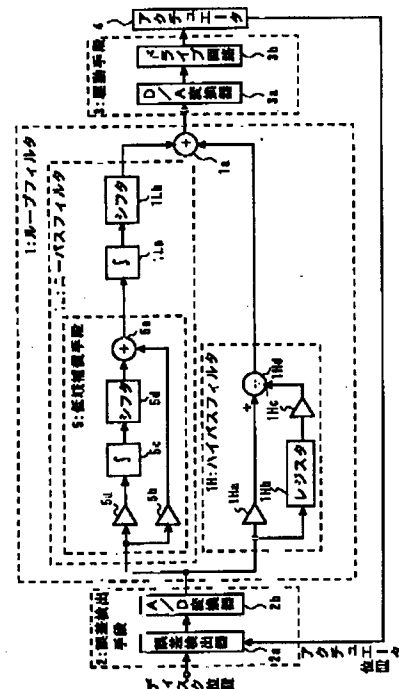 ディスク位置
2:誤差検出
手段
誤差検出器
2a
A/D変換器
2b
1:ループフィルタ
ローパスフィルタ
5:低域補償手段
5a
5b
∫
5c
シフタ
5d
+
5e
∫
1La
シフタ
1Lb
+
1a
1H:ハイパスフィルタ
1Ha
レジスタ
1Hb
1Hc
+
1Hd
3:駆動手段
D/A変換器
3a
ドライブ回路
3b
アクチュエータ
4
アクチュエータ
位置